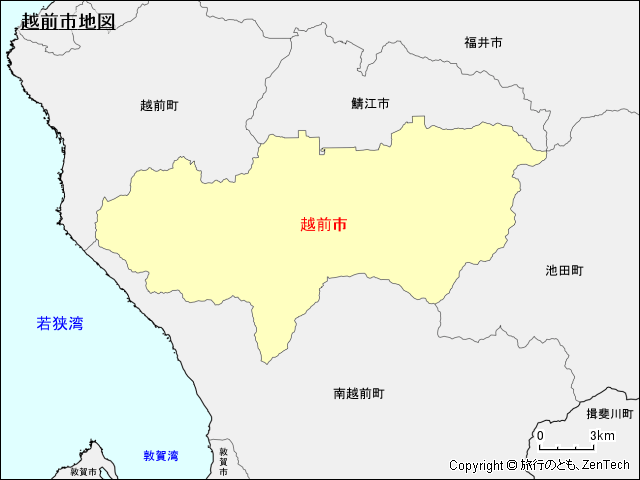 越前市地図
福井市
越前町
鯖江市
越前市
池田町
若狭湾
南越前町
揖斐川町
敦賀湾
敦賀市
敦賀市
0 3km
Copyright © 旅行のとも、ZenTech